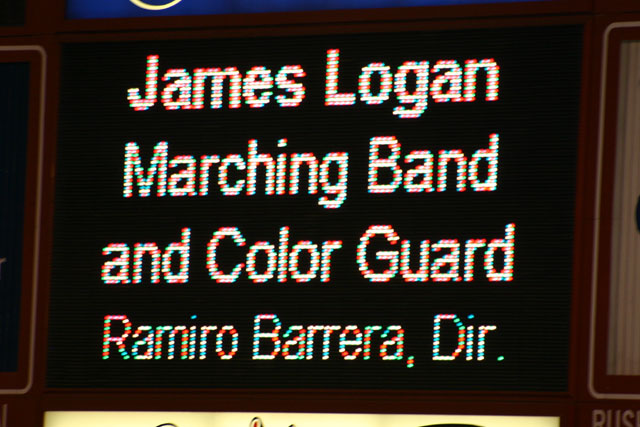 James Logan
Marching Band
and Color Guard
Ramiro Barrera, Dir.